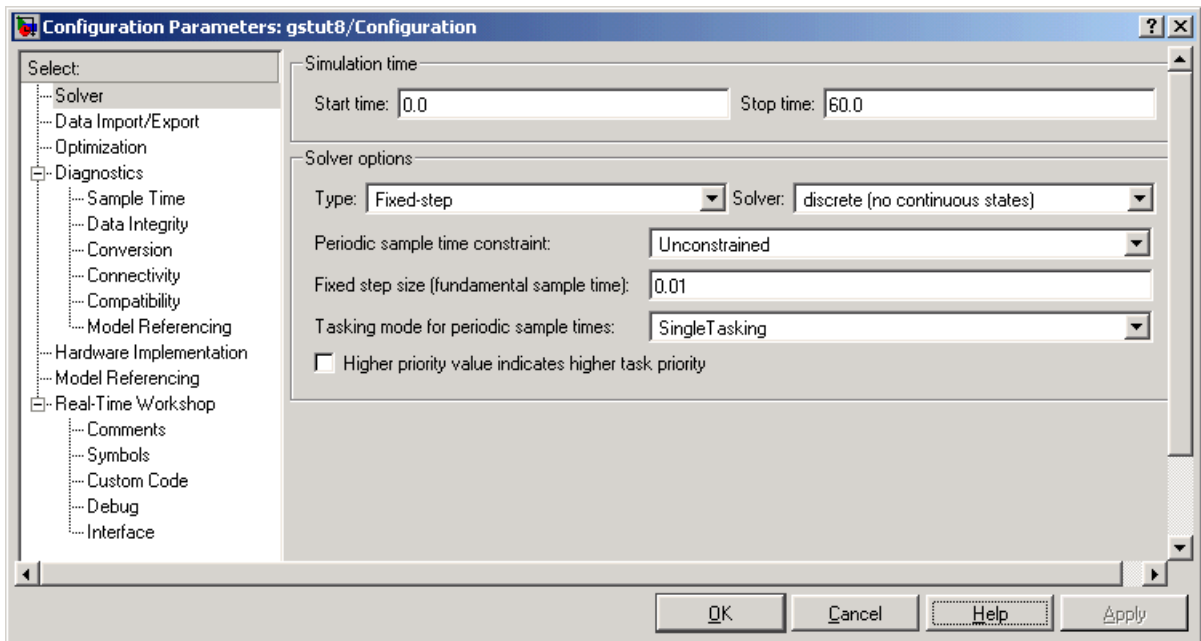 Configuration Parameters: gstut8/Configuration
Select:
Solver
Data Import/Export
Optimization
Diagnostics
Sample Time
Data Integrity
Conversion
Connectivity
Compatibility
Model Referencing
Hardware Implementation
Model Referencing
Real-Time Workshop
Comments
Symbols
Custom Code
Debug
Interface
Simulation time
Start time: 0.0 Stop time: 60.0
Solver options
Type: Fixed-step Solver: discrete (no continuous states)
Periodic sample time constraint: Unconstrained
Fixed step size (fundamental sample time): 0.01
Tasking mode for periodic sample times: SingleTasking
Higher priority value indicates higher task priority
OK Cancel Help Apply